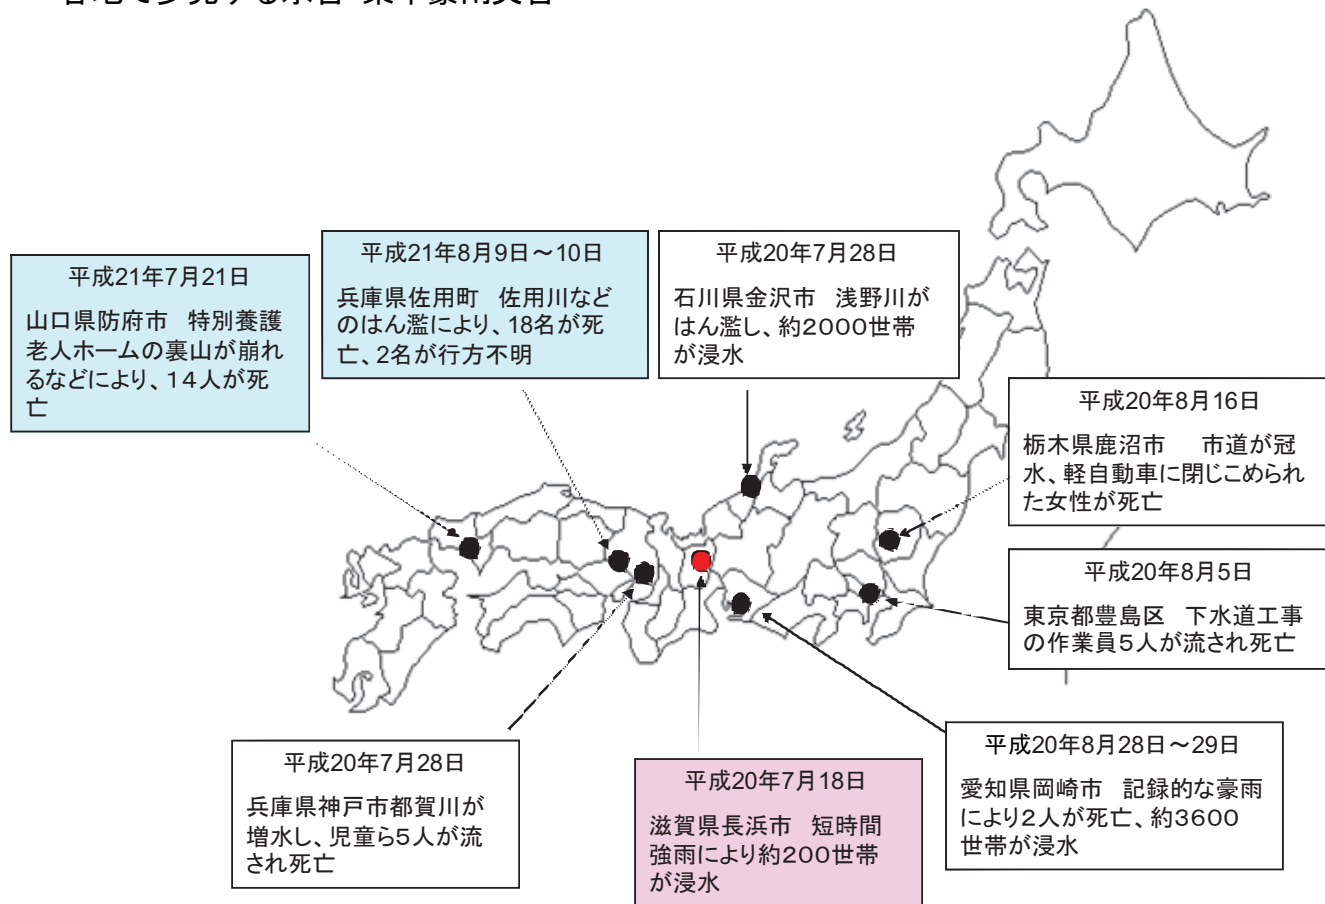 平成21年7月21日
山口県防府市　特別養護
老人ホームの裏山が崩れ
るなどにより、１４人が死
亡
平成21年8月9日～10日
兵庫県佐用町　佐用川など
のはん濫により、18名が死
亡、2名が行方不明
平成20年7月28日
石川県金沢市　浅野川が
はん濫し、約２０００世帯
が浸水
平成20年8月16日
栃木県鹿沼市　市道が冠
水、軽自動車に閉じこめられ
た女性が死亡
平成20年8月5日
東京都豊島区　下水道工事
の作業員５人が流され死亡
平成20年7月28日
兵庫県神戸市都賀川が
増水し、児童ら５人が流
され死亡
平成20年7月18日
滋賀県長浜市　短時間
強雨により約２００世帯
が浸水
平成20年8月28日～29日
愛知県岡崎市　記録的な豪雨
により２人が死亡、約３６００
世帯が浸水